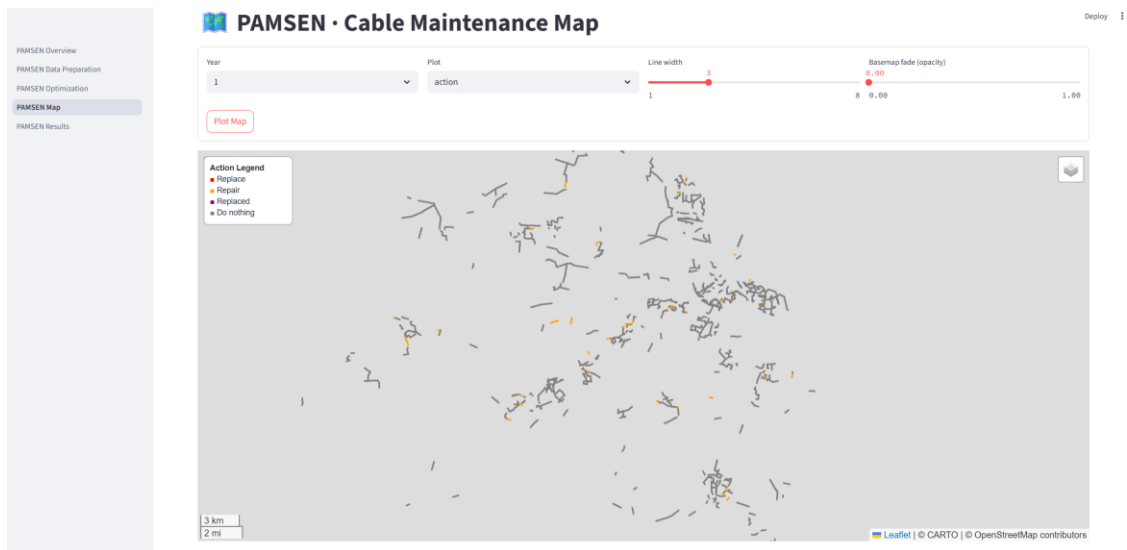 PAMSEN · Cable Maintenance Map
Deploy
PAMSEN Overview
PAMSEN Data Preparation
PAMSEN Optimization
PAMSEN Map
PAMSEN Results
Year
1
Plot
action
Line width
3
1 8
Basemap fade (opacity)
0.00
0.00 1.00
Plot Map
Action Legend
Replace
Repair
Replaced
Do nothing
3 km
2 mi
Leaflet | © CARTO | © OpenStreetMap contributors